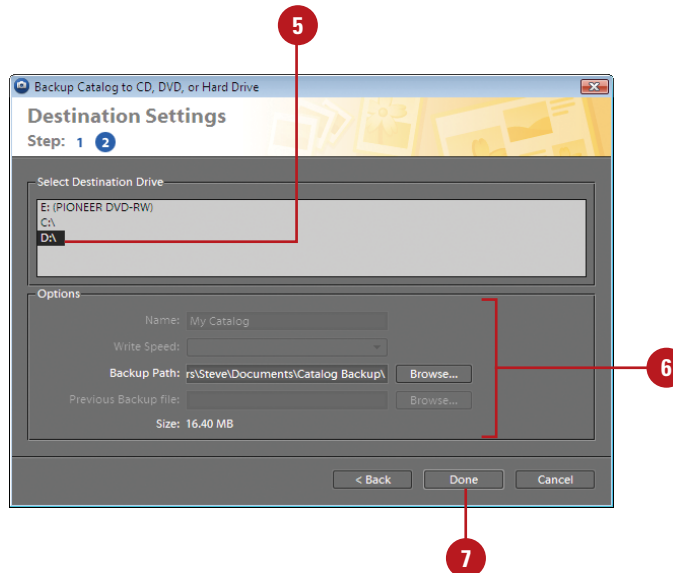 5
Backup Catalog to CD, DVD, or Hard Drive
Destination Settings
Step: 1 2
Select Destination Drive
E: (PIONEER DVD-RW)
C:\
D:\
Options
Name: My Catalog
Write Speed:
Backup Path: rs\Steve\Documents\Catalog Backup\ Browse...
Previous Backup file: Browse...
Size: 16.40 MB
6
< Back Done Cancel
7